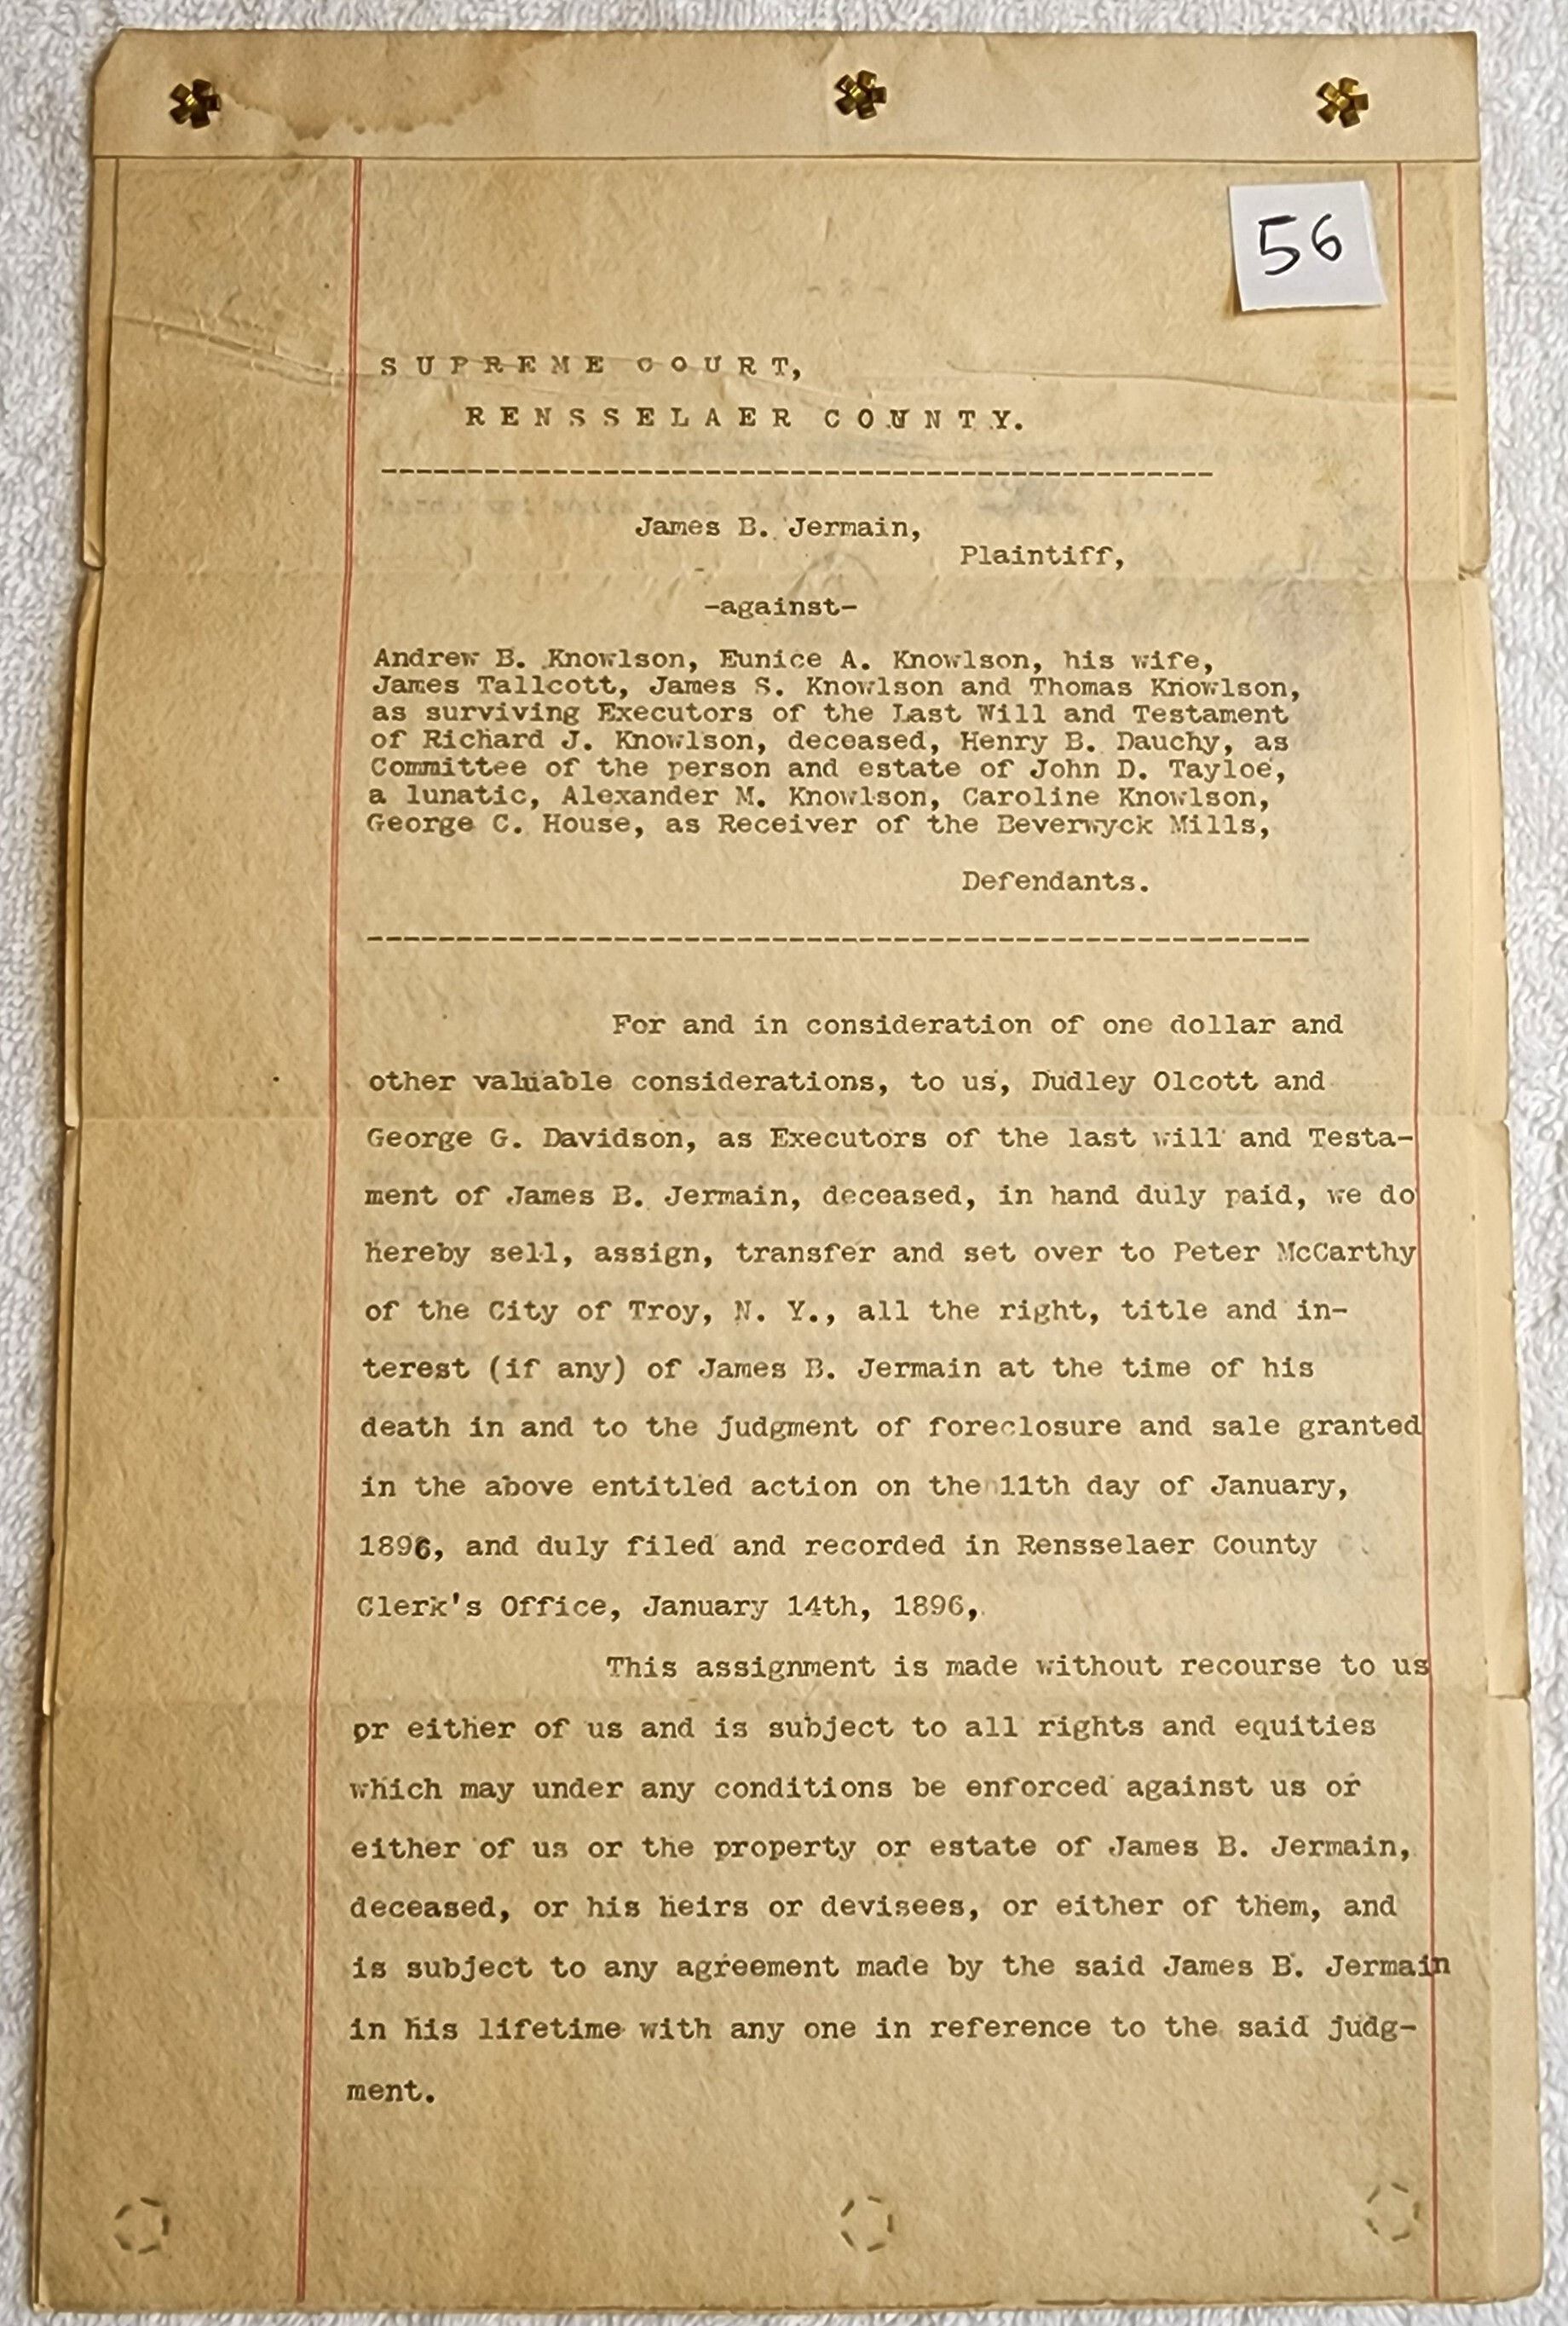 56
SUPREME COURT,
RENSSELAER COUNTY.
James B. Jermain,
Plaintiff,
-against-
Andrew B. Knowlson, Eunice A. Knowlson, his wife,
James Tallcott, James S. Knowlson and Thomas Knowlson,
as surviving Executors of the Last Will and Testament
of Richard J. Knowlson, deceased, Henry B. Dauchy, as
Committee of the person and estate of John D. Tayloe,
a lunatic, Alexander M. Knowlson, Caroline Knowlson,
George C. House, as Receiver of the Beverwyck Mills,
Defendants.
For and in consideration of one dollar and
other valuable considerations, to us, Dudley Olcott and
George G. Davidson, as Executors of the last will and Testa-
ment of James B. Jermain, deceased, in hand duly paid, we do
hereby sell, assign, transfer and set over to Peter McCarthy
of the City of Troy, N. Y., all the right, title and in-
terest (if any) of James B. Jermain at the time of his
death in and to the judgment of foreclosure and sale granted
in the above entitled action on the 11th day of January,
1896, and duly filed and recorded in Rensselaer County
Clerk's Office, January 14th, 1896,
This assignment is made without recourse to us
or either of us and is subject to all rights and equities
which may under any conditions be enforced against us or
either of us or the property or estate of James B. Jermain,
deceased, or his heirs or devisees, or either of them, and
is subject to any agreement made by the said James B. Jermain
in his lifetime with any one in reference to the said judg-
ment.